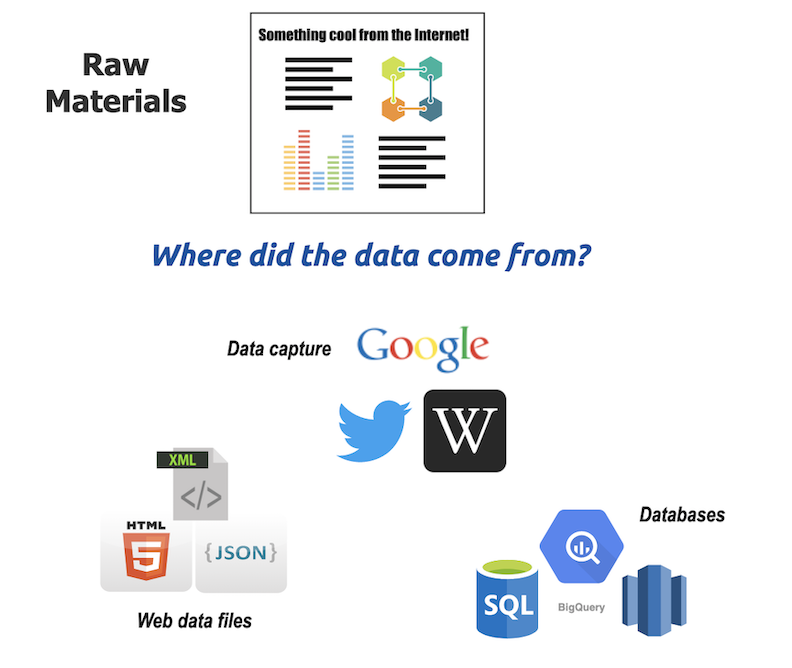 Something cool from the Internet!
Raw
Materials
Where did the data come from?
Data capture
Google
W
XML
</>
HTML
5
{JSON}
Web data files
Databases
SQL
BigQuery